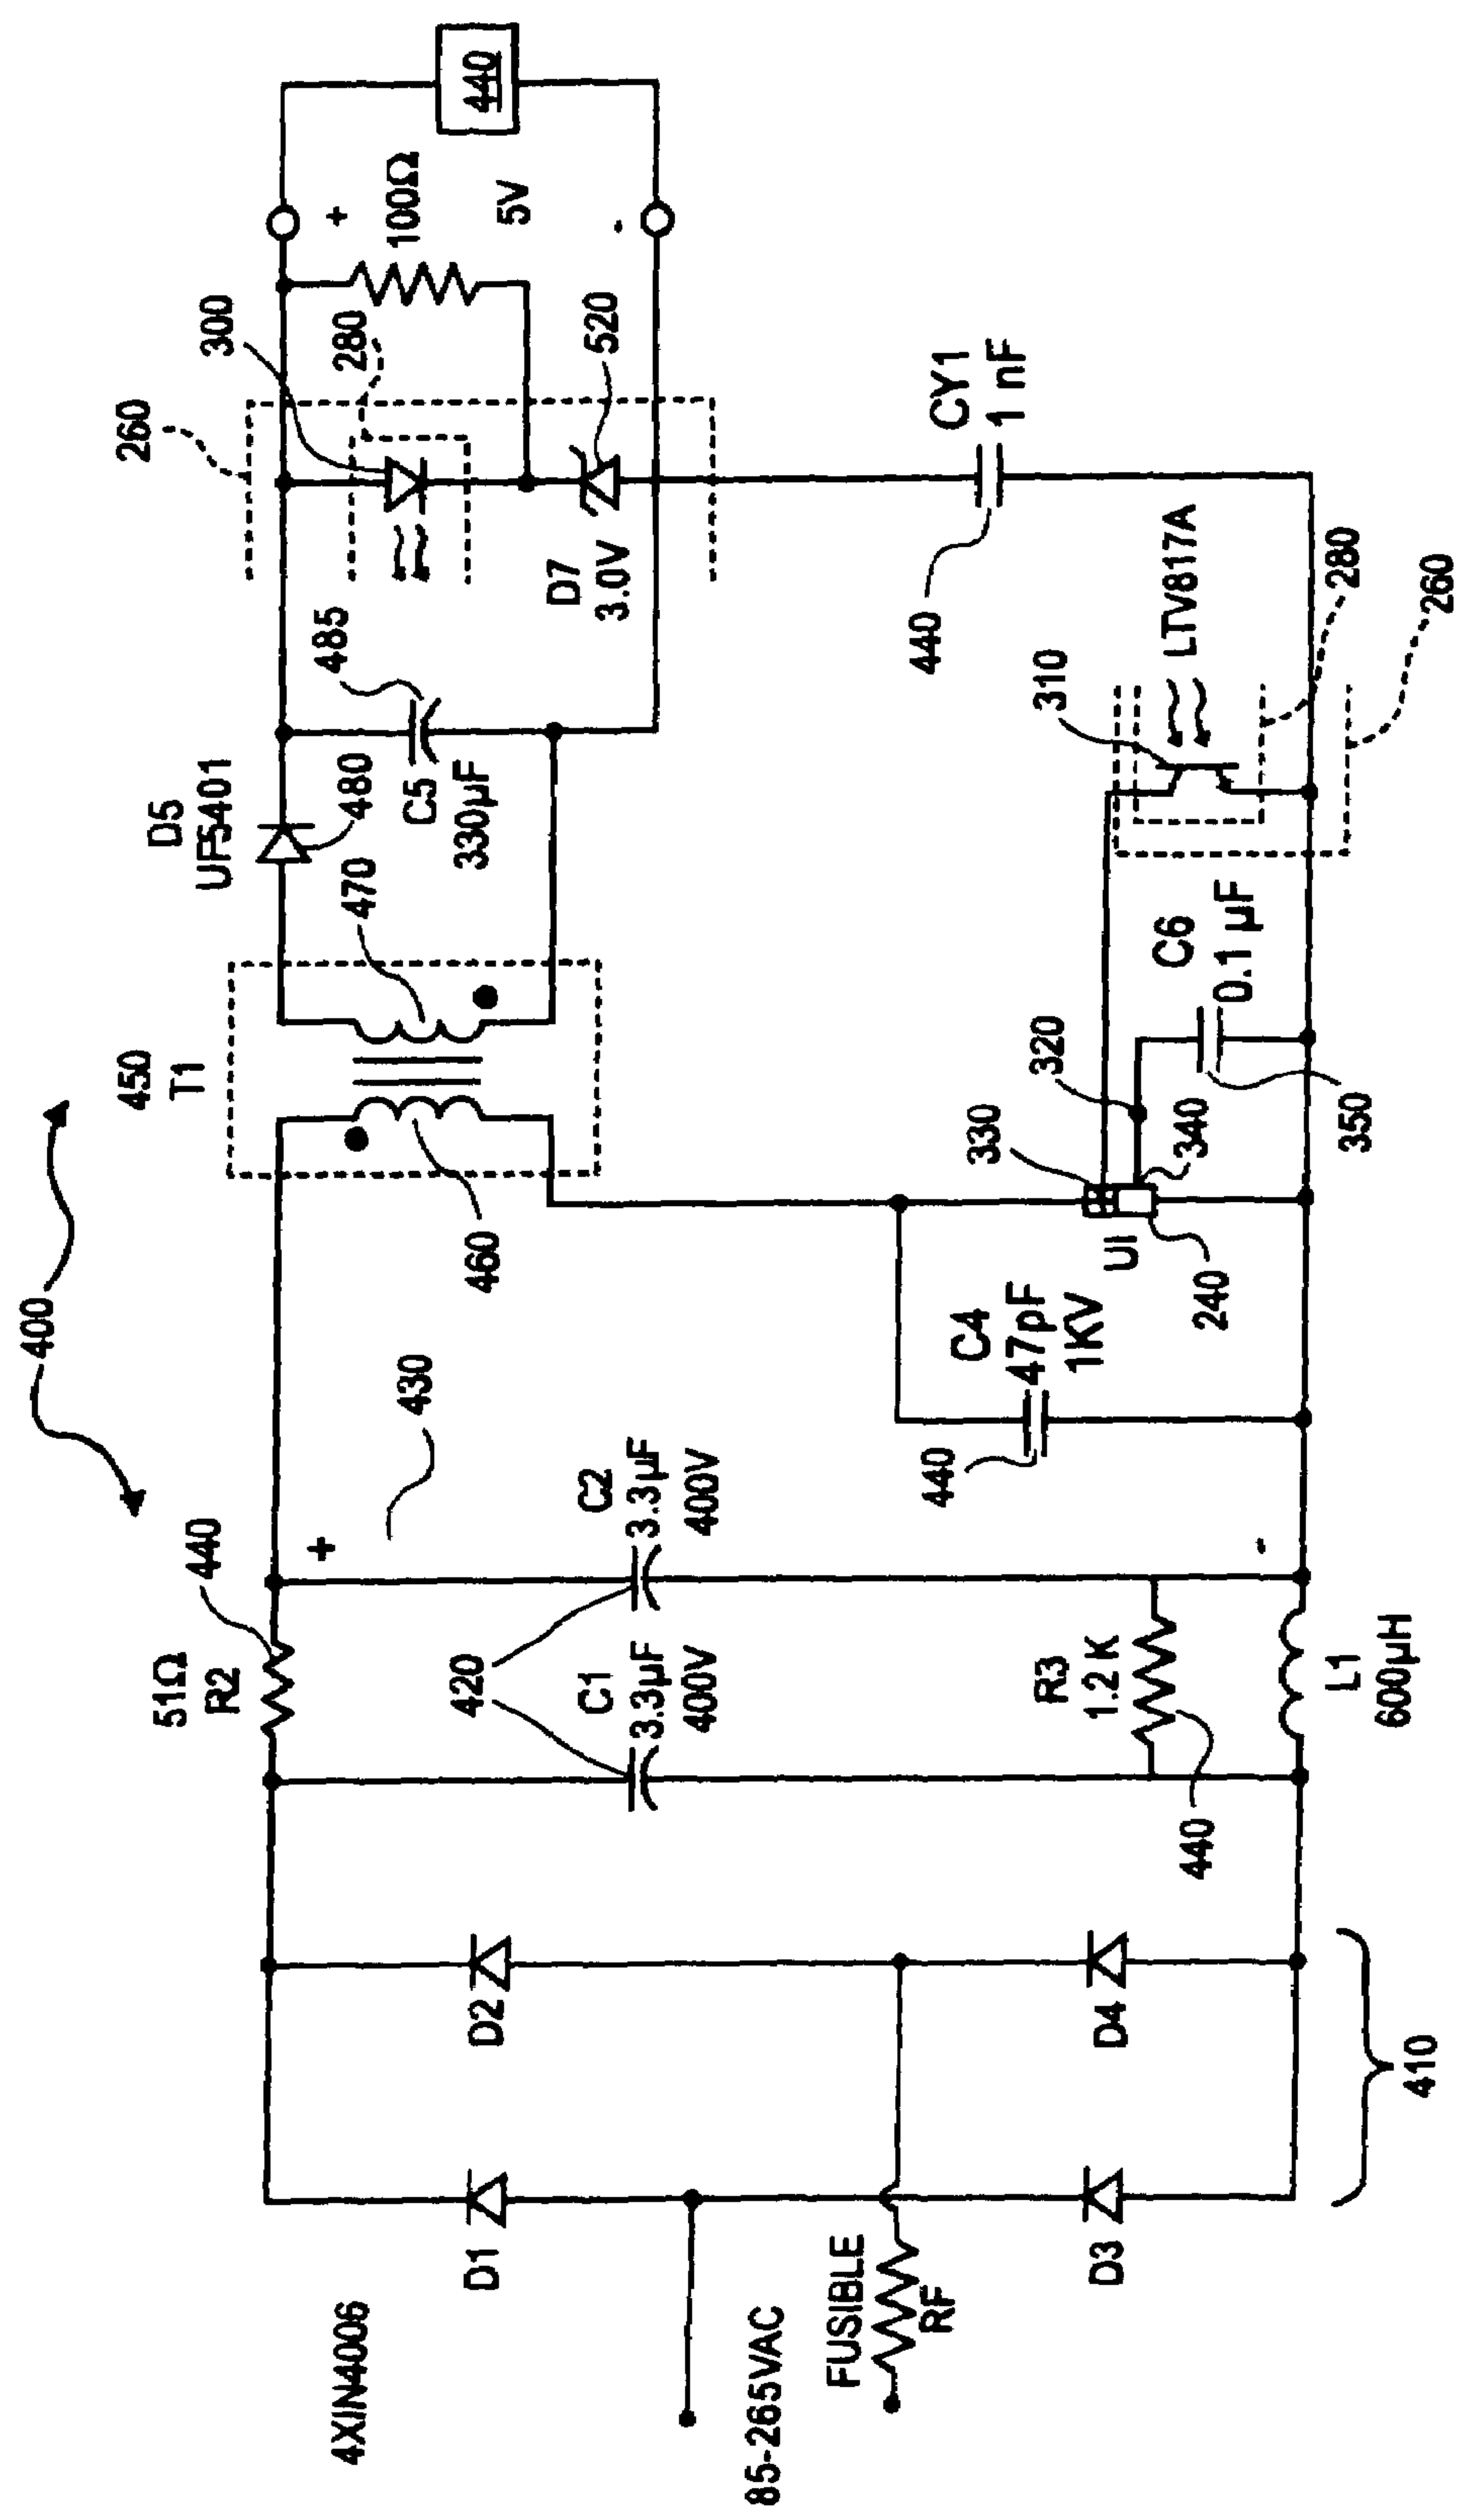 400
4XIN4006
D1
D2
85-265VAC
FUSIBLE
RF
D3
D4
410
51Ω
R2
440
420
C1
3.3µF
400V
C2
3.3µF
400V
+
430
-
R3
1.2 K
440
L1
600µH
450
T1
460
470
C4
47pF
1KV
440
UI
240
330
320
340
C6
0.1 µF
350
D5
UF5401
480
485
C5
330µF
260
300
280
D7
3.0V
520
+
100Ω
5V
-
440
CY1
1 nF
440
310
LTV817A
280
260